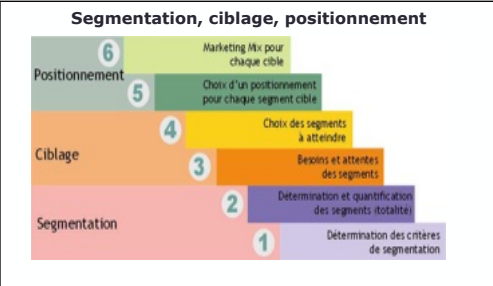 Segmentation, ciblage, positionnement
6
Marketing Mix pour
chaque cible
Positionnement
5
Choix d'un positionnement
pour chaque segment cible
4
Choix des segments
à atteindre
Ciblage
3
Besoins et attentes
des segments
2
Détermination et quantification
des segments (totalité)
Segmentation
1
Détermination des critères
de segmentation